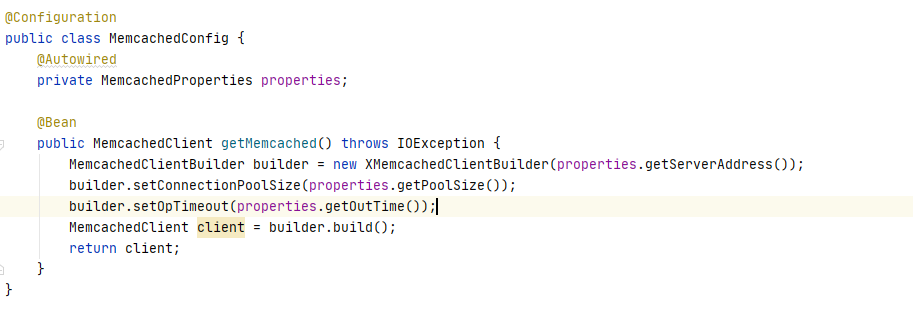 @Configuration
public class MemcachedConfig {
    @Autowired
    private MemcachedProperties properties;

    @Bean
    public MemcachedClient getMemcached() throws IOException {
        MemcachedClientBuilder builder = new XMemcachedClientBuilder(properties.getServerAddress());
        builder.setConnectionPoolSize(properties.getPoolSize());
        builder.setOpTimeout(properties.getOutTime());
        MemcachedClient client = builder.build();
        return client;
    }
}